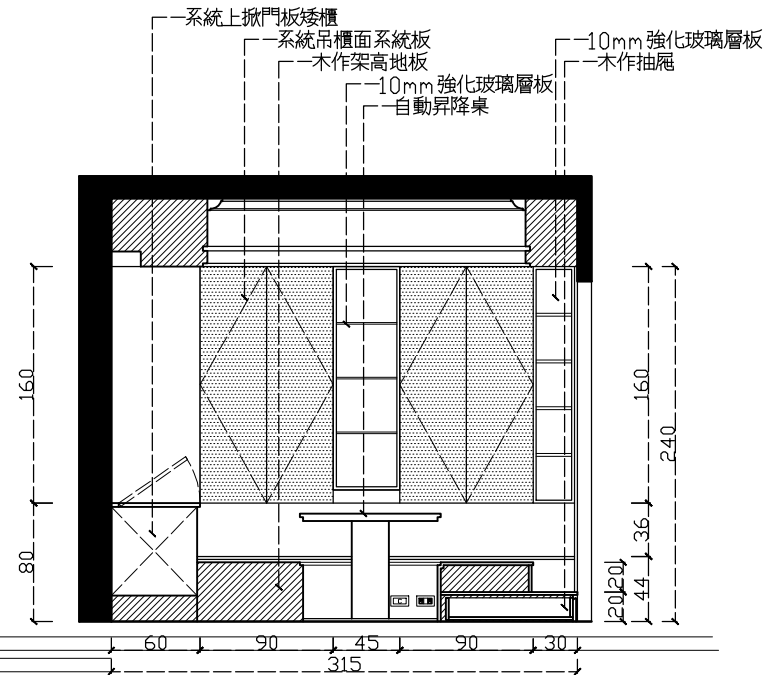 系統上掀門板矮櫃
系統吊櫃面系統板
10mm 強化玻璃層板
木作架高地板
木作抽屜
10mm 強化玻璃層板
自動昇降桌
160
160
240
80
36
20
44
20
60 90 45 90 30
315